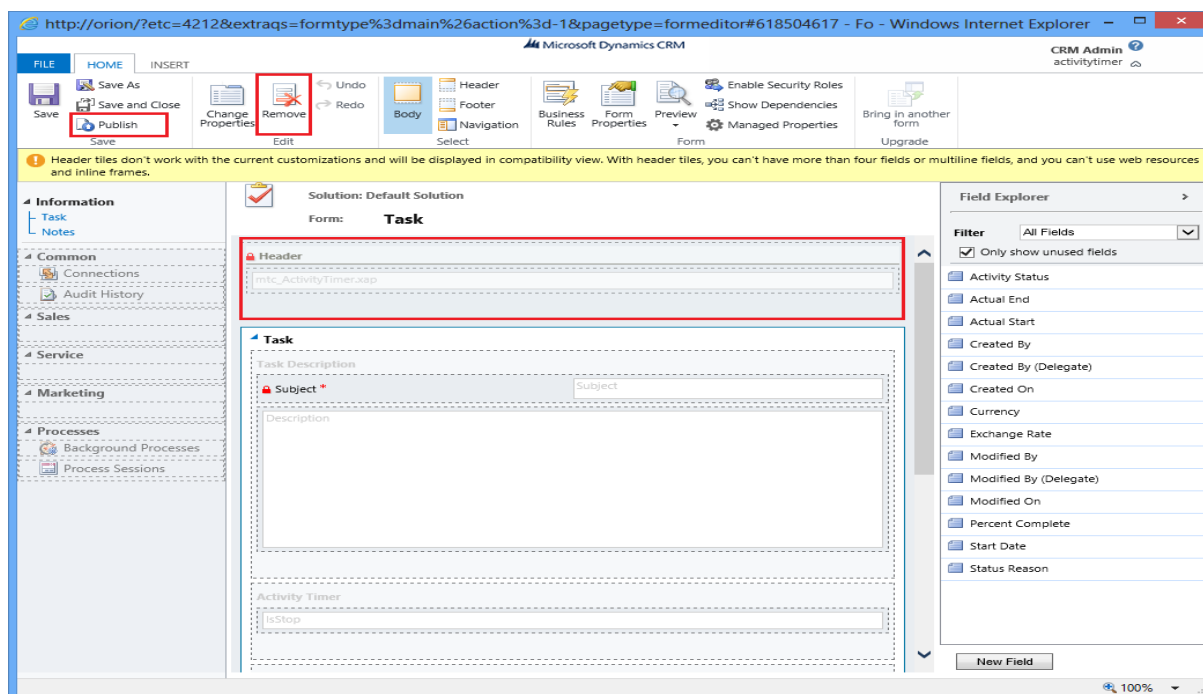 http://orion/?etc=4212&extraqs=formtype%3dmain%26action%3d-1&pagetype=formeditor#618504617 - Fo - Windows Internet Explorer
Microsoft Dynamics CRM
CRM Admin
activitytimer
FILE
HOME
INSERT
Save
Save As
Save and Close
Publish
Save
Change Properties
Remove
Undo
Redo
Edit
Body
Header
Footer
Navigation
Select
Business Rules
Form Properties
Preview
Enable Security Roles
Show Dependencies
Managed Properties
Form
Bring in another form
Upgrade
Header tiles don't work with the current customizations and will be displayed in compatibility view. With header tiles, you can't have more than four fields or multiline fields, and you can't use web resources
and inline frames.
Information
Task
Notes
Common
Connections
Audit History
Sales
Service
Marketing
Processes
Background Processes
Process Sessions
Solution: Default Solution
Form: Task
Header
mtc_ActivityTimer.xap
Task
Task Description
Subject *
Subject
Description
Activity Timer
IsStop
Field Explorer
Filter All Fields
Only show unused fields
Activity Status
Actual End
Actual Start
Created By
Created By (Delegate)
Created On
Currency
Exchange Rate
Modified By
Modified By (Delegate)
Modified On
Percent Complete
Start Date
Status Reason
New Field
100%